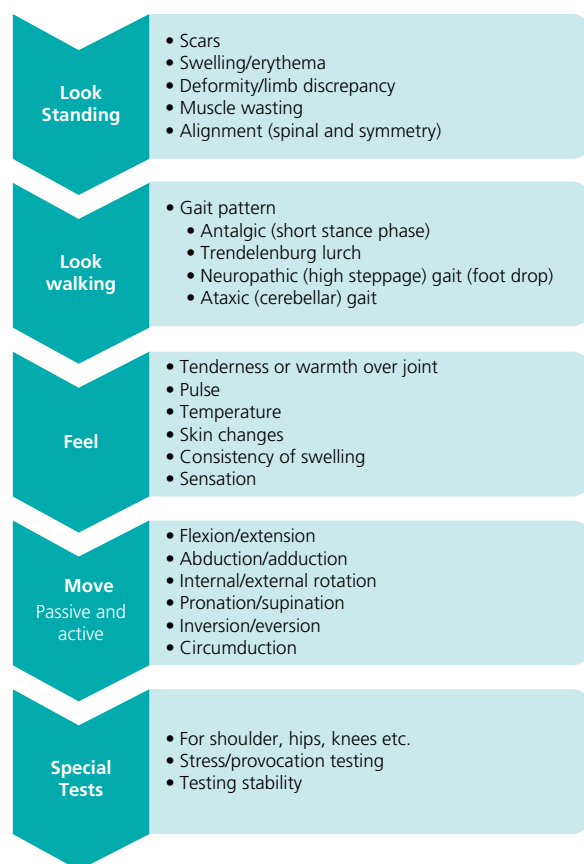 Look
Standing
• Scars
• Swelling/erythema
• Deformity/limb discrepancy
• Muscle wasting
• Alignment (spinal and symmetry)
Look
walking
• Gait pattern
• Antalgic (short stance phase)
• Trendelenburg lurch
• Neuropathic (high steppage) gait (foot drop)
• Ataxic (cerebellar) gait
Feel
• Tenderness or warmth over joint
• Pulse
• Temperature
• Skin changes
• Consistency of swelling
• Sensation
Move
Passive and
active
• Flexion/extension
• Abduction/adduction
• Internal/external rotation
• Pronation/supination
• Inversion/eversion
• Circumduction
Special
Tests
• For shoulder, hips, knees etc.
• Stress/provocation testing
• Testing stability